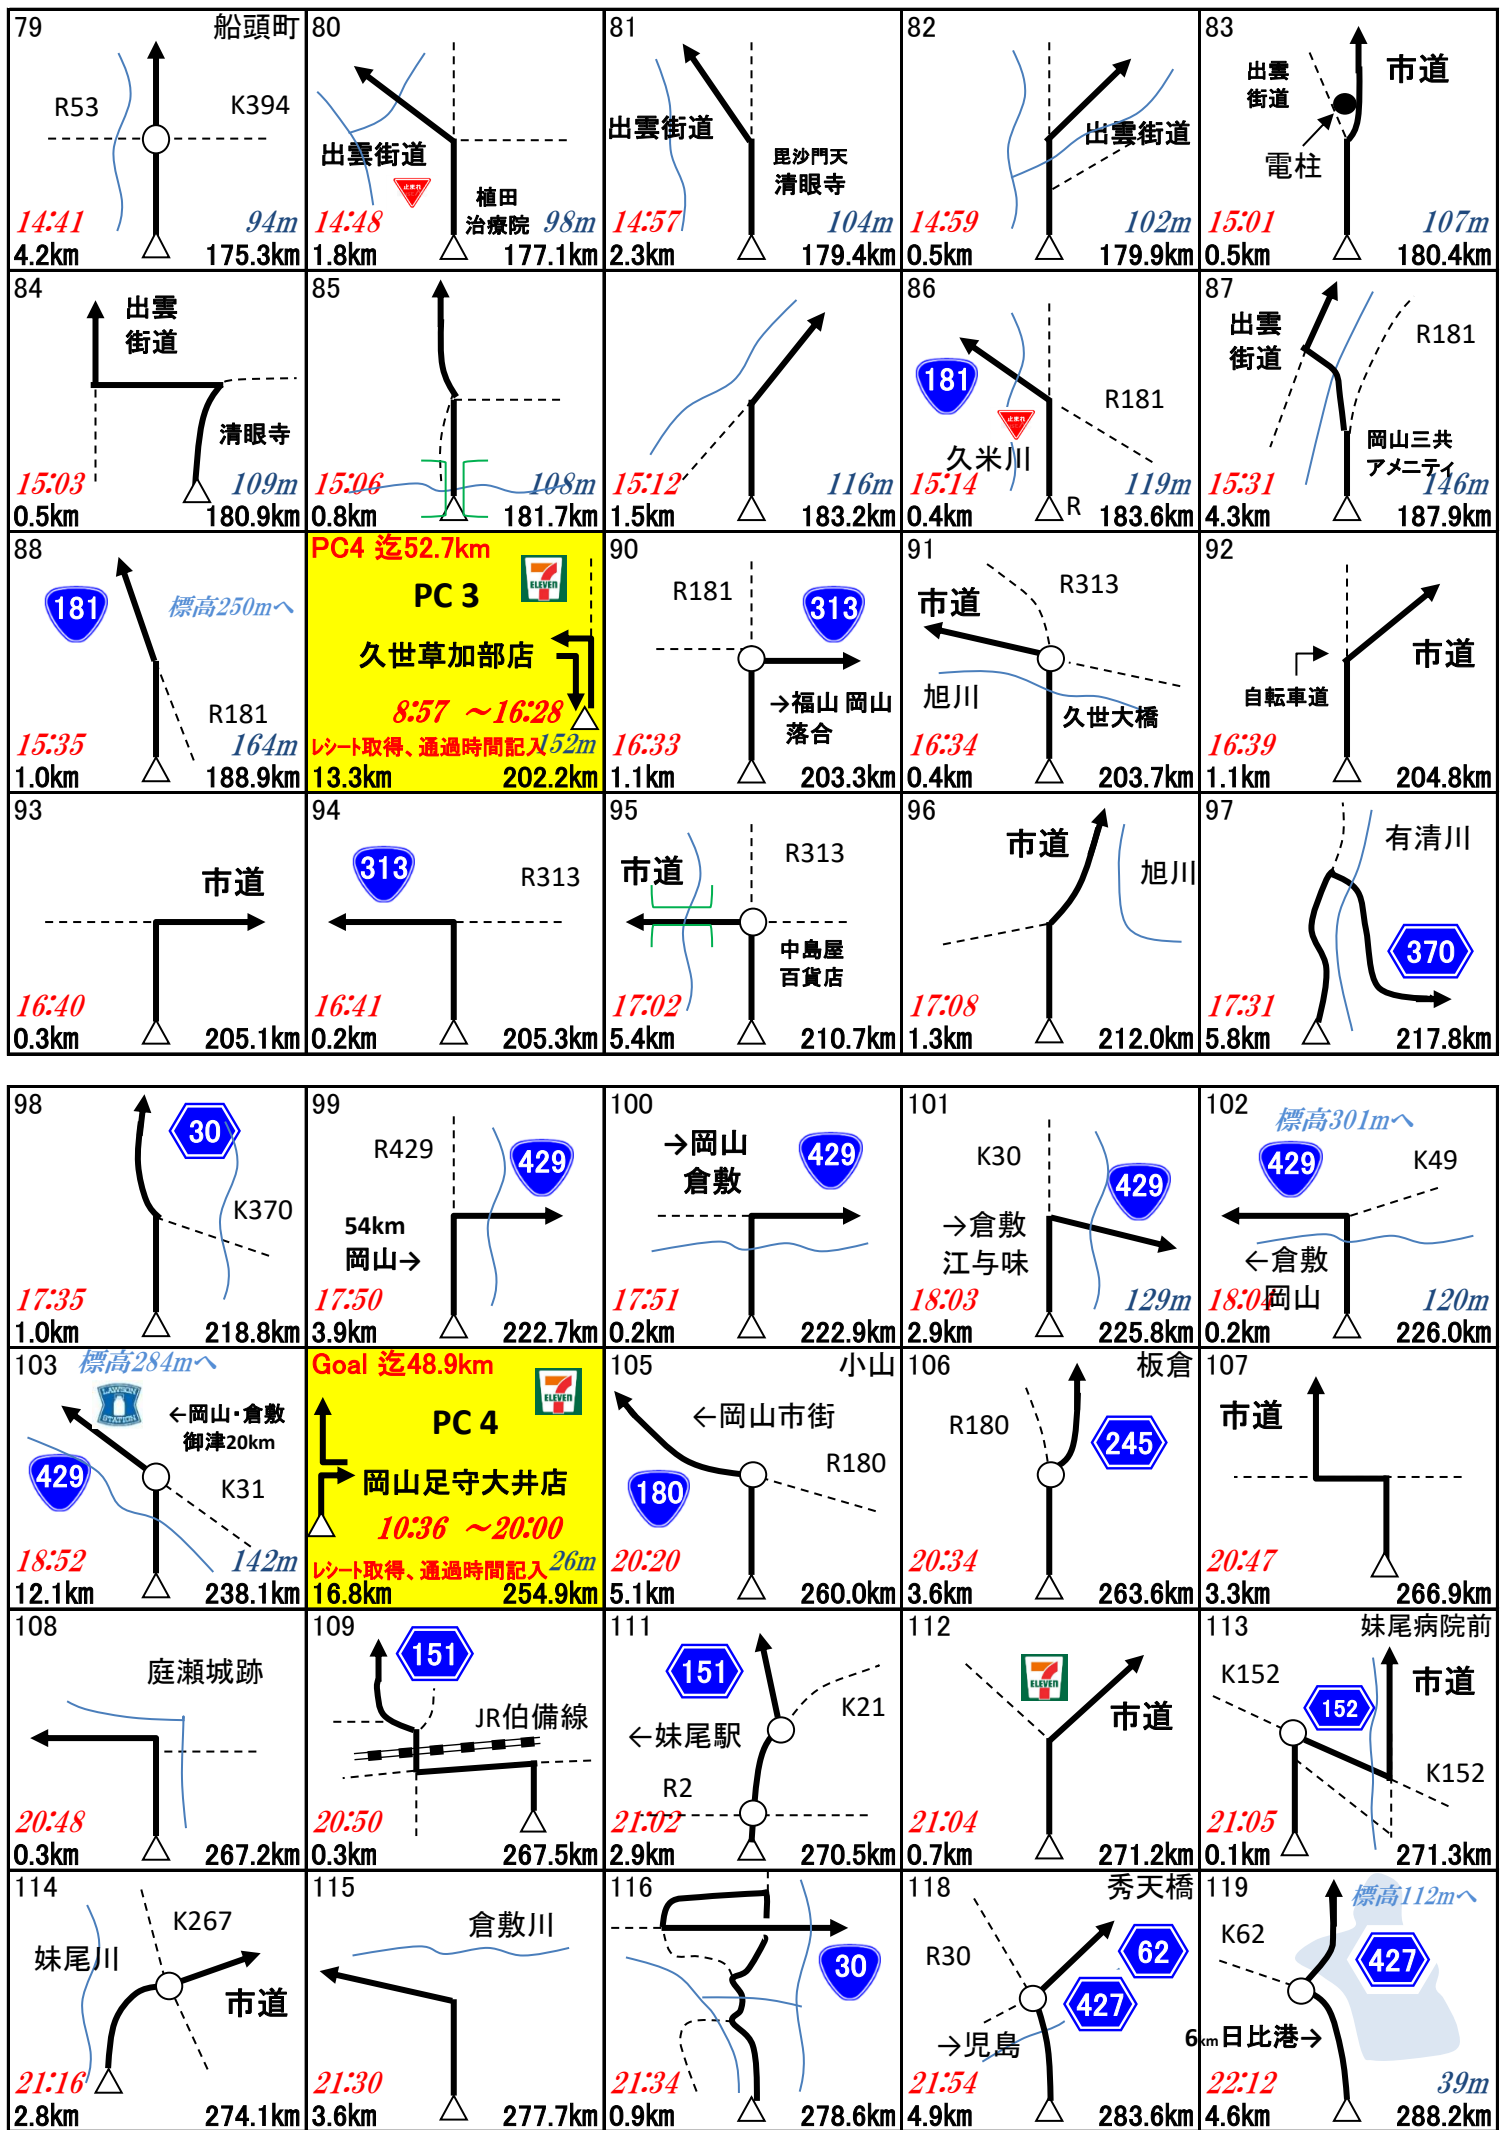 79 船頭町
R53 K394
14:41 94m
4.2km 175.3km
80
出雲街道
止まれ
植田
治療院
14:48 98m
1.8km 177.1km
81
出雲街道
毘沙門天
清眼寺
14:57 104m
2.3km 179.4km
82
出雲街道
14:59 102m
0.5km 179.9km
83
出雲
街道
市道
電柱
15:01 107m
0.5km 180.4km
84
出雲
街道
清眼寺
15:03 109m
0.5km 180.9km
85
15:06 108m
0.8km 181.7km
15:12 116m
1.5km 183.2km
86
181
R181
止まれ
久米川
15:14 119m
0.4km R 183.6km
87
出雲
街道
R181
岡山三共
アメニティ
15:31 146m
4.3km 187.9km
88
181
標高250mへ
R181
15:35 164m
1.0km 188.9km
PC4 迄52.7km
PC 3
7 ELEVEN
久世草加部店
8:57 ～16:28
レシート取得、通過時間記入 152m
13.3km 202.2km
90
R181
313
→福山 岡山
落合
16:33
1.1km 203.3km
91
R313
市道
旭川
久世大橋
16:34
0.4km 203.7km
92
市道
自転車道
16:39
1.1km 204.8km
93
市道
16:40
0.3km 205.1km
94
313
R313
16:41
0.2km 205.3km
95
市道
R313
中島屋
百貨店
17:02
5.4km 210.7km
96
市道
旭川
17:08
1.3km 212.0km
97
有清川
370
17:31
5.8km 217.8km
98
30
K370
17:35
1.0km 218.8km
99
R429
429
54km
岡山→
17:50
3.9km 222.7km
100
→岡山
倉敷
429
17:51
0.2km 222.9km
101
K30
429
→倉敷
江与味
18:03 129m
2.9km 225.8km
102
標高301mへ
429
K49
←倉敷
岡山
18:04 120m
0.2km 226.0km
103 標高284mへ
LAWSON
STATION
←岡山・倉敷
御津20km
429
K31
18:52 142m
12.1km 238.1km
Goal 迄48.9km
7 ELEVEN
PC 4
岡山足守大井店
10:36 ～20:00
レシート取得、通過時間記入 26m
16.8km 254.9km
105 小山
←岡山市街
R180
180
20:20
5.1km 260.0km
106 板倉
R180
245
20:34
3.6km 263.6km
107
市道
20:47
3.3km 266.9km
108
庭瀬城跡
20:48
0.3km 267.2km
109
151
JR伯備線
20:50
0.3km 267.5km
111
151
K21
←妹尾駅
R2
21:02
2.9km 270.5km
112
7 ELEVEN
市道
21:04
0.7km 271.2km
113 妹尾病院前
K152
市道
152
K152
21:05
0.1km 271.3km
114
K267
妹尾川
市道
21:16
2.8km 274.1km
115
倉敷川
21:30
3.6km 277.7km
116
30
21:34
0.9km 278.6km
118 秀天橋
R30
62
427
→児島
21:54
4.9km 283.6km
119
標高112mへ
K62
427
6km日比港→
22:12 39m
4.6km 288.2km